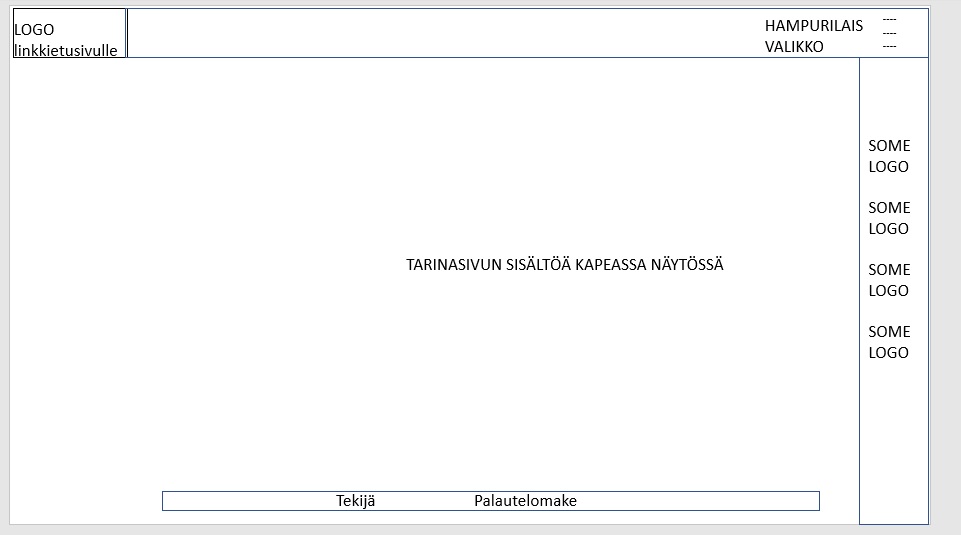 LOGO
linkkietusivulle
HAMPURILAIS
VALIKKO
----
----
----
SOME
LOGO
SOME
LOGO
SOME
LOGO
SOME
LOGO
TARINASIVUN SISÄLTÖÄ KAPEASSA NÄYTÖSSÄ
Tekijä Palautelomake